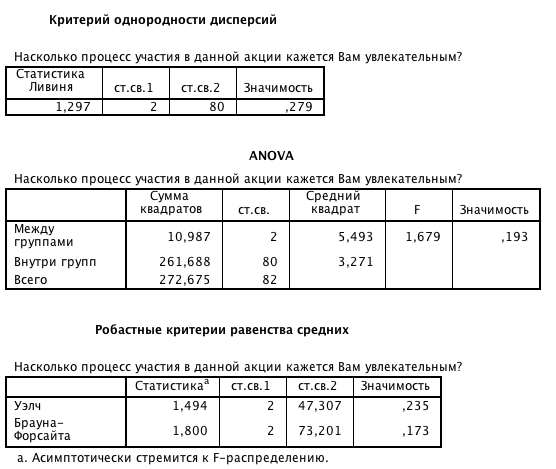 Критерий однородности дисперсий
Насколько процесс участия в данной акции кажется Вам увлекательным?
Статистика Ливиня ст.св.1 ст.св.2 Значимость
1,297 2 80 ,279
ANOVA
Насколько процесс участия в данной акции кажется Вам увлекательным?
Сумма квадратов ст.св. Средний квадрат F Значимость
Между группами 10,987 2 5,493 1,679 ,193
Внутри групп 261,688 80 3,271
Всего 272,675 82
Робастные критерии равенства средних
Насколько процесс участия в данной акции кажется Вам увлекательным?
Статистикаa ст.св.1 ст.св.2 Значимость
Уэлч 1,494 2 47,307 ,235
Брауна-Форсайта 1,800 2 73,201 ,173
a. Асимптотически стремится к F-распределению.